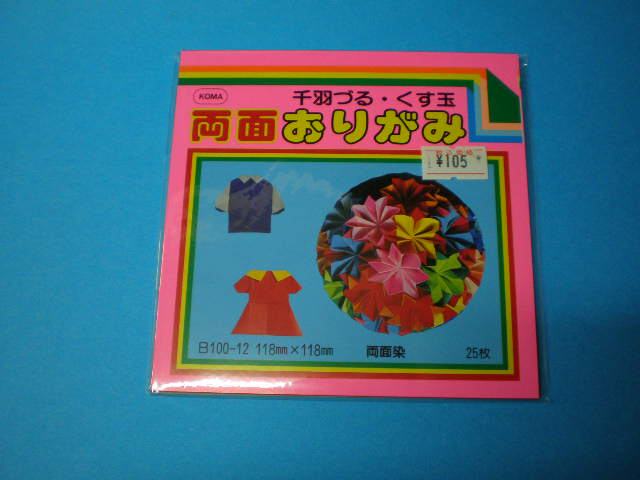 KOMA
千羽づる・くす玉
両面おりがみ
¥105
B100-12 118mm×118mm 両面染 25枚